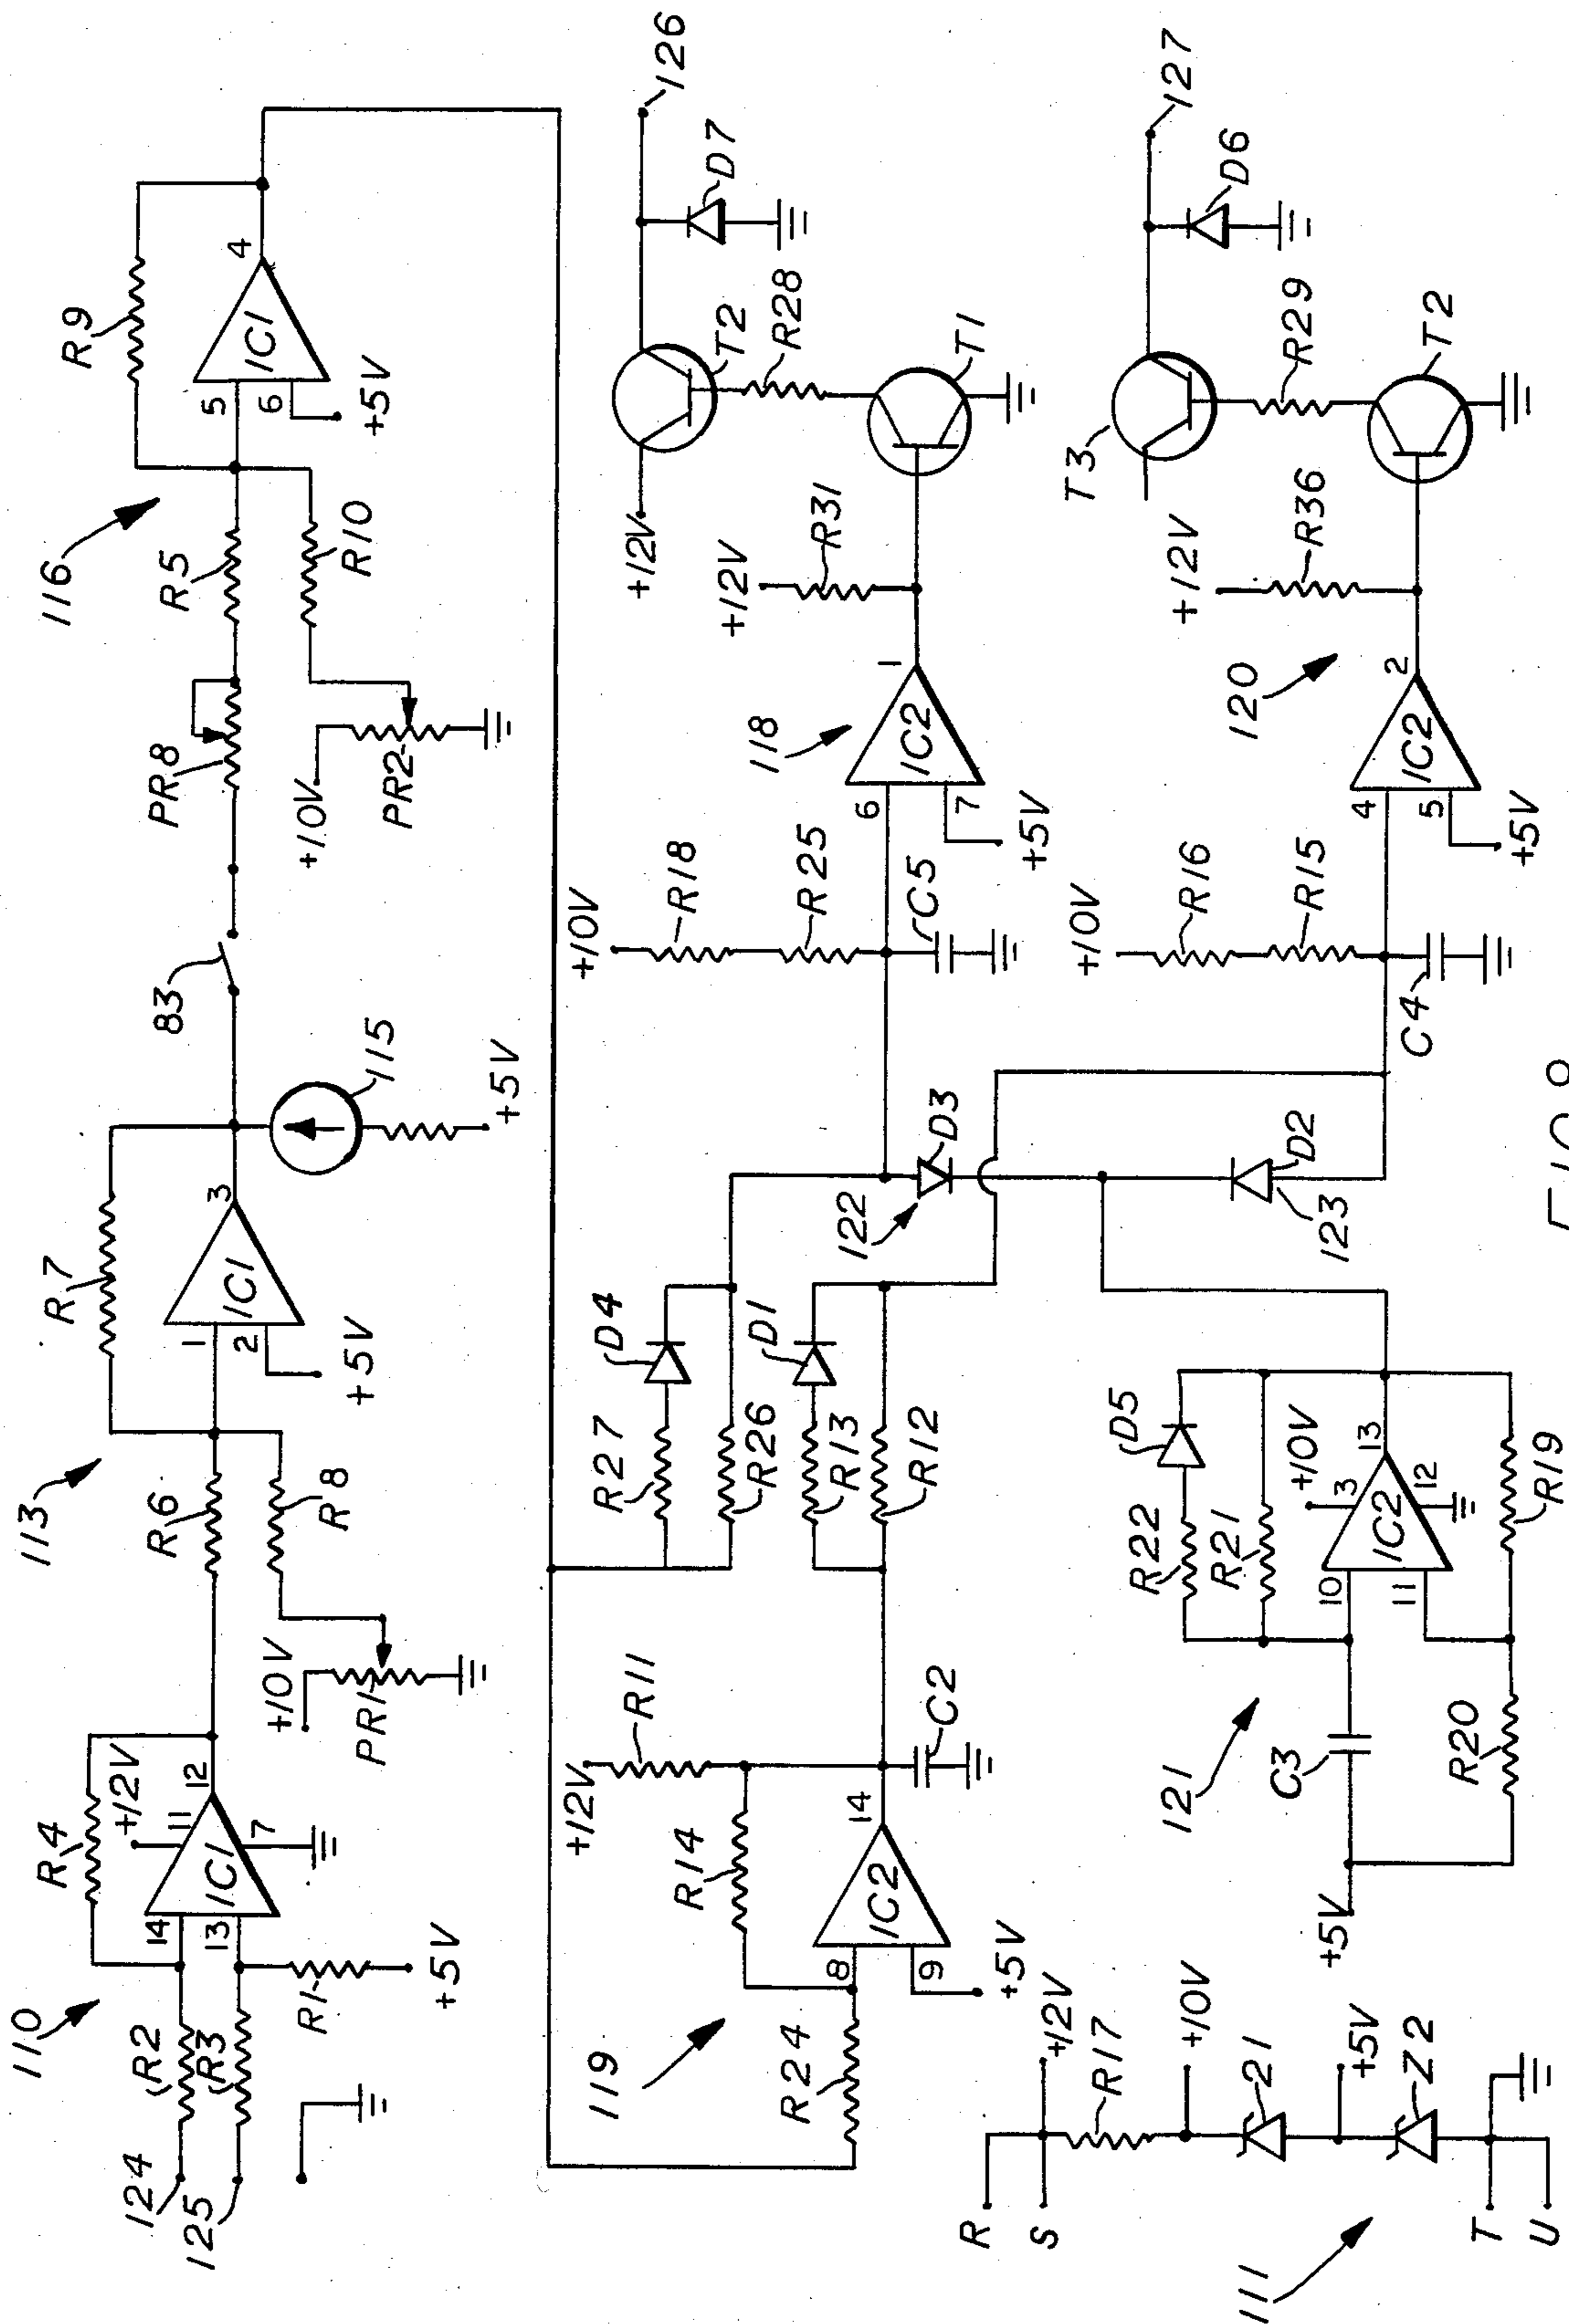 110
R4
+12V
124
R2
14
11
IC1
12
125
R3
13
7
R1
+5V
+10V
PR1
113
R6
R8
R7
1
IC1
3
2
+5V
115
+5V
83
PR8
+10V
PR2
116
R5
R10
R9
5
IC1
4
6
+5V
119
R24
+12V
R11
R14
8
IC2
14
9
+5V
C2
R27
D4
R26
R13
D1
R12
122
D3
123
D2
+10V
R18
R25
C5
118
6
IC2
1
7
+5V
+12V
R31
+12V
T2
R28
T1
D7
126
+10V
R16
R15
C4
120
4
IC2
2
5
+5V
+12V
R36
T3
R29
T2
D6
127
R
S
+12V
R17
+10V
21
+5V
Z2
T
U
111
121
+5V
C3
R20
R22
D5
R21
+10V
10
3
IC2
13
11
12
R19